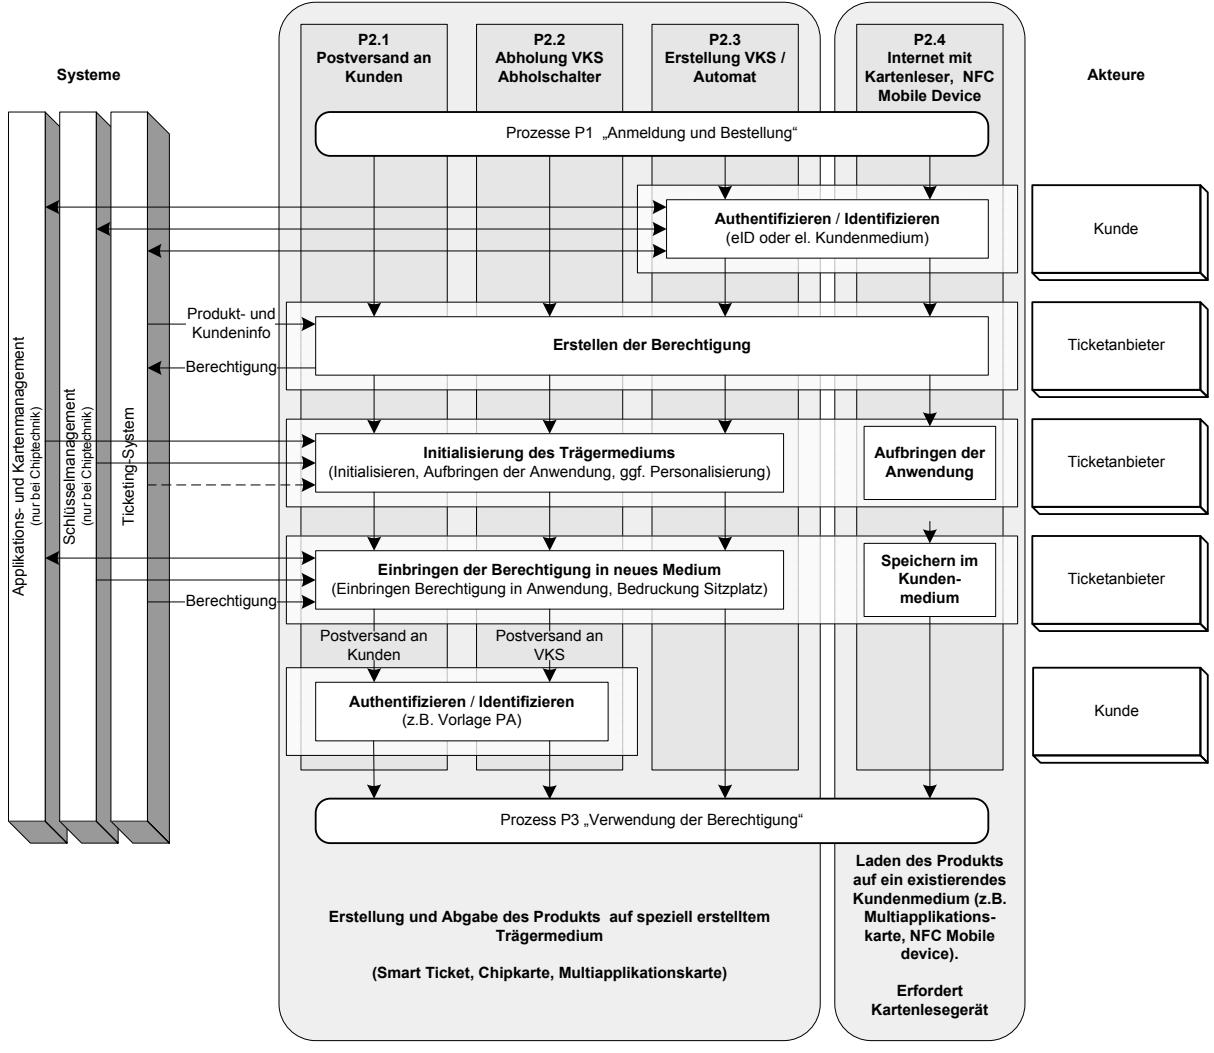 Systeme
P2.1
Postversand an
Kunden
P2.2
Abholung VKS
Abholschalter
P2.3
Erstellung VKS /
Automat
P2.4
Internet mit
Kartenleser, NFC
Mobile Device
Akteure
Prozesse P1 „Anmeldung und Bestellung“
Authentifizieren / Identifizieren
(eID oder el. Kundenmedium)
Kunde
Produkt- und
Kundeninfo
Berechtigung
Erstellen der Berechtigung
Ticketanbieter
Applikations- und Kartenmanagement
(nur bei Chiptechnik)
Schlüsselmanagement
(nur bei Chiptechnik)
Ticketing-System
Initialisierung des Trägermediums
(Initialisieren, Aufbringen der Anwendung, ggf. Personalisierung)
Aufbringen der
Anwendung
Ticketanbieter
Einbringen der Berechtigung in neues Medium
(Einbringen Berechtigung in Anwendung, Bedruckung Sitzplatz)
Speichern im
Kunden-
medium
Ticketanbieter
Berechtigung
Postversand an
Kunden
Postversand an
VKS
Authentifizieren / Identifizieren
(z.B. Vorlage PA)
Kunde
Prozess P3 „Verwendung der Berechtigung“
Erstellung und Abgabe des Produkts auf speziell erstelltem
Trägermedium
(Smart Ticket, Chipkarte, Multiapplikationskarte)
Laden des Produkts
auf ein existierendes
Kundenmedium (z.B.
Multiapplikations-
karte, NFC Mobile
device).
Erfordert
Kartenlesegerät